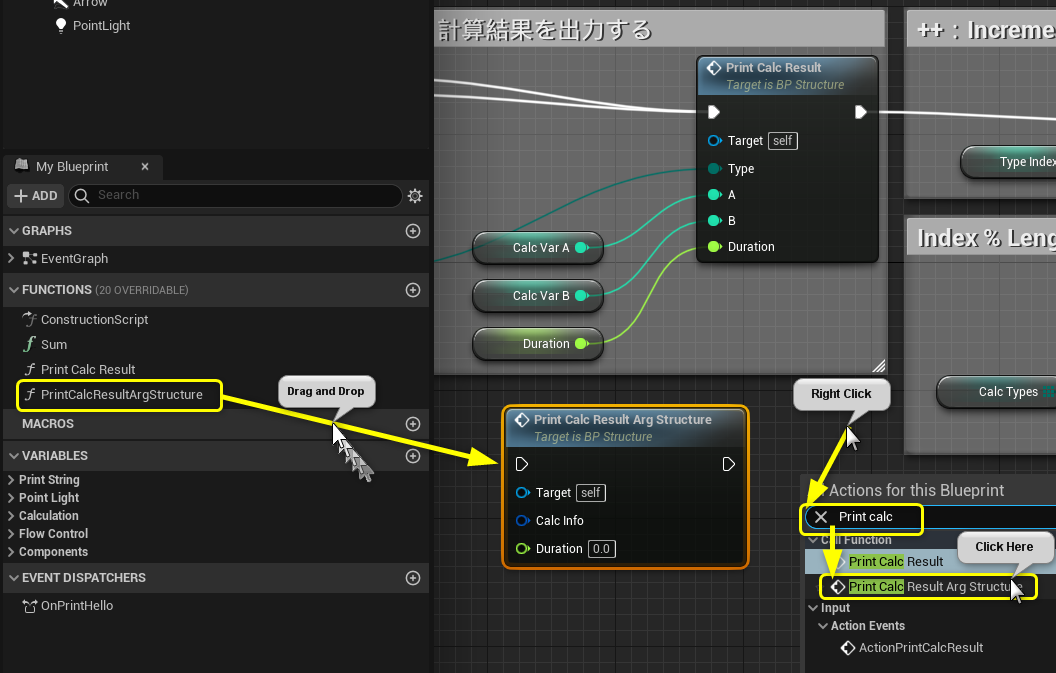 Arrow
PointLight
My Blueprint
ADD
Search
GRAPHS
EventGraph
FUNCTIONS (20 OVERRIDABLE)
ConstructionScript
Sum
Print Calc Result
PrintCalcResultArgStructure
MACROS
VARIABLES
Print String
Point Light
Calculation
Flow Control
Components
EVENT DISPATCHERS
OnPrintHello
Drag and Drop
計算結果を出力する
Print Calc Result
Target is BP Structure
Target self
Type
A
B
Duration
Calc Var A
Calc Var B
Duration
++ : Increme
Type Index
Index % Leng
Calc Types
Print Calc Result Arg Structure
Target is BP Structure
Target self
Calc Info
Duration 0.0
Right Click
Actions for this Blueprint
Print calc
Call Function
Click Here
Print Calc Result
Print Calc Result Arg Structure
Input
Action Events
ActionPrintCalcResult